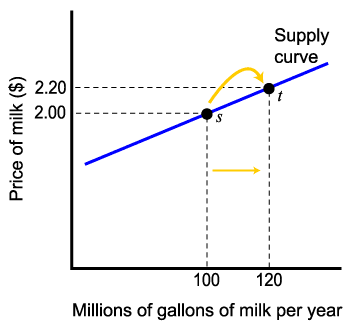 Supply
curve
Price of milk ($)
2.20
2.00
s
t
100
120
Millions of gallons of milk per year